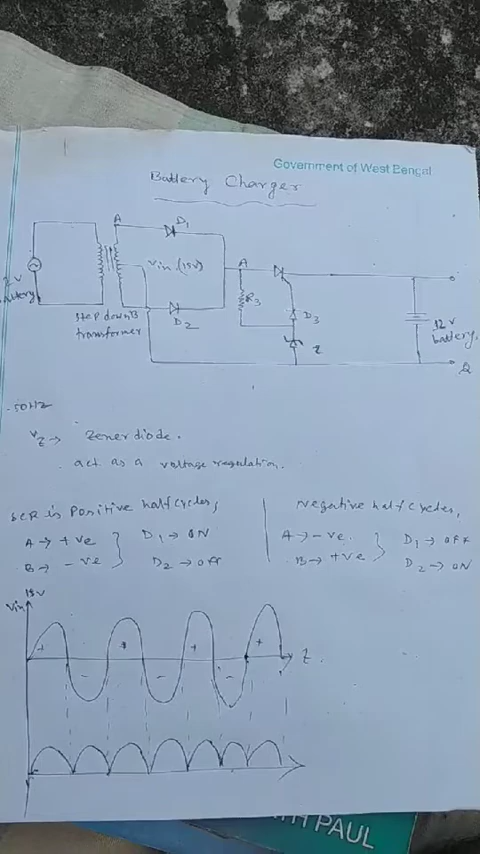 Government of West Bengal
Battery Charger
A
D1
Vin (15V)
A
R3
D3
Z
step down B
transformer
D2
12 V
battery.
Q
50HZ
VZ → Zener diode.
act as a voltage regulation.
SCR is Positive half cycles,
A → +ve } D1 → ON
B → -ve } D2 → OFF
Negative half cycles,
A → -ve. } D1 → OFF
B → +ve } D2 → ON
15V
Vin
+ - + - + - +
t.
PAUL